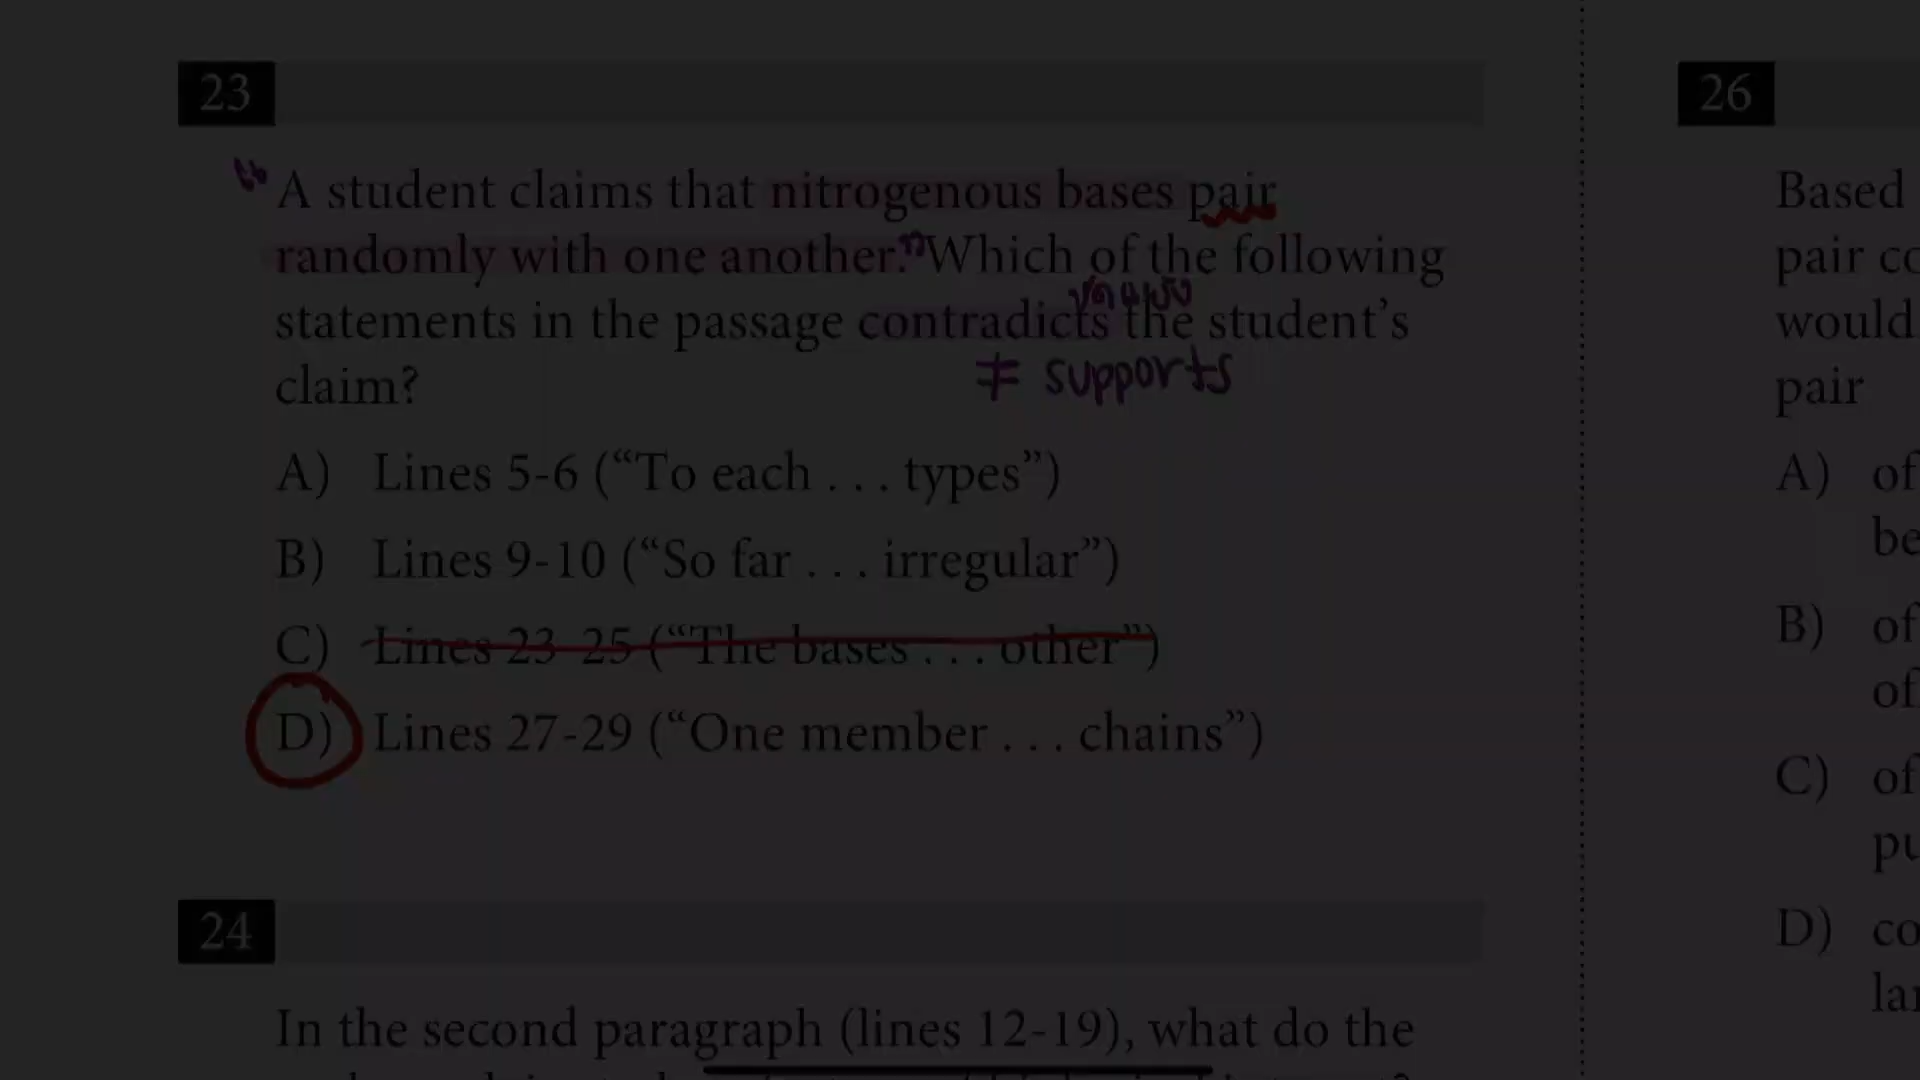 23
A student claims that nitrogenous bases pair
randomly with one another." Which of the following
statements in the passage contradicts the student's
≠ supports
claim?
A) Lines 5-6 (“To each . . . types”)
B) Lines 9-10 (“So far . . . irregular”)
C) Lines 23-25 (“The bases . . . other”)
D) Lines 27-29 (“One member . . . chains”)
24
In the second paragraph (lines 12-19), what do the
26
Based
pair co
would
pair
A) of
be
B) of
of
C) of
pu
D) co
lar